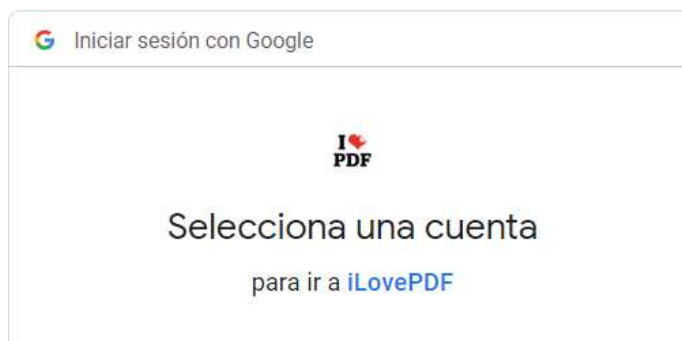 Iniciar sesión con Google
I
PDF
Selecciona una cuenta
para ir a iLovePDF